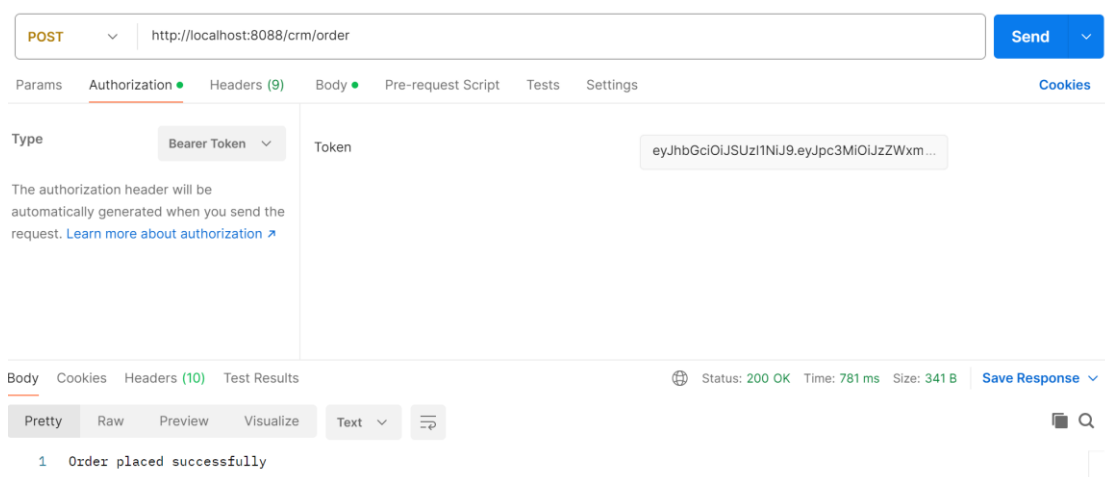 POST http://localhost:8088/crm/order Send
Params Authorization Headers (9) Body Pre-request Script Tests Settings Cookies
Type Bearer Token Token eyJhbGciOiJSUzI1NiJ9.eyJpc3MiOiJzZWxm...
The authorization header will be
automatically generated when you send the
request. Learn more about authorization ↗
Body Cookies Headers (10) Test Results Status: 200 OK Time: 781 ms Size: 341 B Save Response
Pretty Raw Preview Visualize Text
1 Order placed successfully